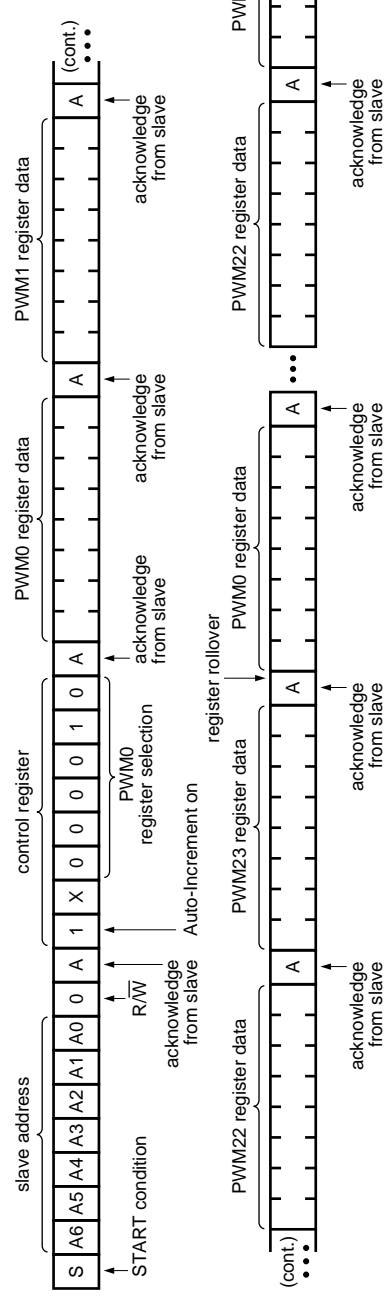 slave address
control register
PWM0 register data
PWM1 register data
S A6 A5 A4 A3 A2 A1 A0 0 A 1 X 0 0 0 0 1 0 A A A (cont.)
START condition
R/W
acknowledge
from slave
Auto-Increment on
PWM0
register selection
acknowledge
from slave
acknowledge
from slave
acknowledge
from slave
register rollover
PWM22 register data
PWM23 register data
PWM0 register data
PWM22 register data
(cont.) A A A A
acknowledge
from slave
acknowledge
from slave
acknowledge
from slave
acknowledge
from slave